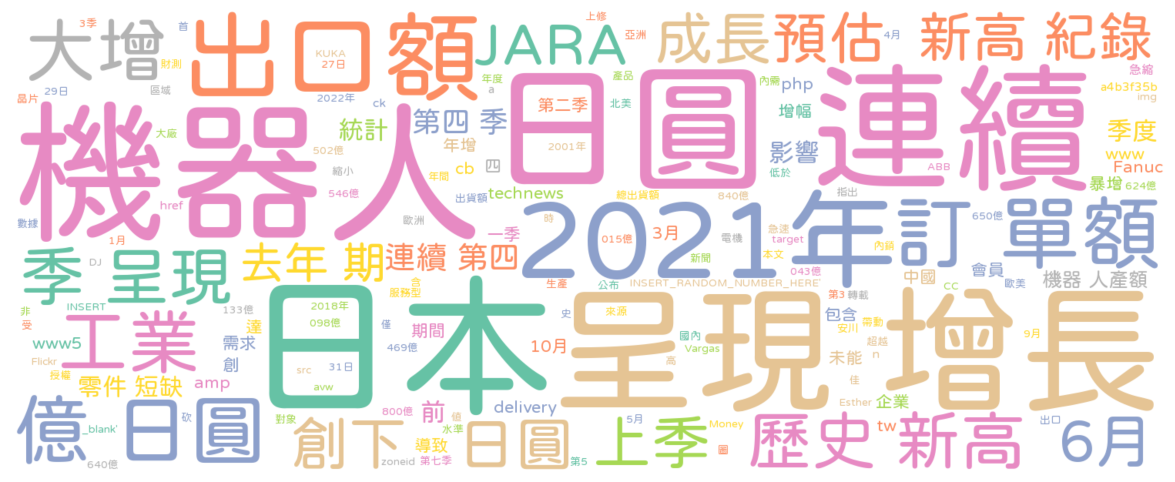 3季 首 上修
大增 出口額 JARA 成長 預估 新高 紀錄
KUKA 27日 亞洲 4月
財測 年度 a 產品 內需 php 急縮
晶片 29日 區域 2022年 ck 北美 a4b3f35b img
機器人 日圓 連續
第二季 增幅
大廠 統計 第四 季 季度
502億 年增 2001年 影響 www
縮小 年間 cb 四 低於 ABB Fanuc
546億 出貨額 technews 總出貨額 840億 指出 暴增 624億
數據 href 歐洲 一季 時 2021年 訂 單額
1月 015億 3月 電機 急速 target 650億
季 呈現 去年 期 連續 第四 新聞 本文 內銷
DJ 合 服務型 生產 公布 043億 中國 會員 歐美 機器 人產額
INSERT INSERT_RANDOM_NUMBER_HERE' 第3 轉載 cc
非 受 133億 2018年 098億 僅 史 來源 包含
工業 達 日本 呈現 增長
www5 需求 期間 10月 國內 安川 帶動 9月
Flickr 創 469億 Vargas 超越 n
授權 src 31日 高 未能
零件 短缺 amp avw 佳
億 日圓 對象 800億 前 值 delivery 5月 Esther 企業 出口
_blank' 砍 創下 日圓 水準 上季 Money 歷史 新高 tw 6月
導致 圖
640億 zoneid 第七季 第5